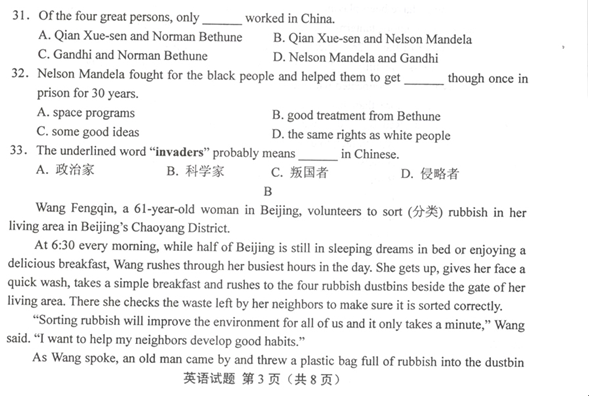 31. Of the four great persons, only ______ worked in China.
A. Qian Xue-sen and Norman Bethune B. Qian Xue-sen and Nelson Mandela
C. Gandhi and Norman Bethune D. Nelson Mandela and Gandhi
32. Nelson Mandela fought for the black people and helped them to get ______ though once in
prison for 30 years.
A. space programs B. good treatment from Bethune
C. some good ideas D. the same rights as white people
33. The underlined word “invaders” probably means ______ in Chinese.
A. 政治家 B. 科学家 C. 叛国者 D. 侵略者
B
Wang Fengqin, a 61-year-old woman in Beijing, volunteers to sort (分类) rubbish in her
living area in Beijing’s Chaoyang District.
At 6:30 every morning, while half of Beijing is still in sleeping dreams in bed or enjoying a
delicious breakfast, Wang rushes through her busiest hours in the day. She gets up, gives her face a
quick wash, takes a simple breakfast and rushes to the four rubbish dustbins beside the gate of her
living area. There she checks the waste left by her neighbors to make sure it is sorted correctly.
“Sorting rubbish will improve the environment for all of us and it only takes a minute,” Wang
said. “I want to help my neighbors develop good habits.”
As Wang spoke, an old man came by and threw a plastic bag full of rubbish into the dustbin
英语试题 第 3 页（共 8 页）